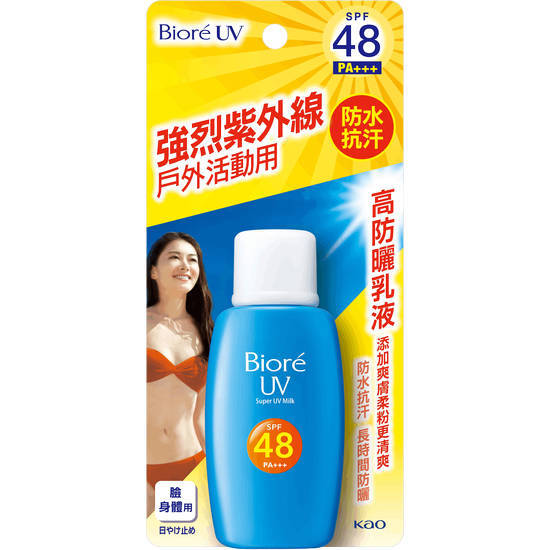 Bioré UV
SPF
48
PA+++
強烈紫外線
戶外活動用
防水
抗汗
高防曬乳液
添加爽膚柔粉更清爽
防水抗汗 長時間防曬
Bioré
UV
Super UV Milk
SPF
48
PA+++
臉
身體用
日やけ止め
Kao